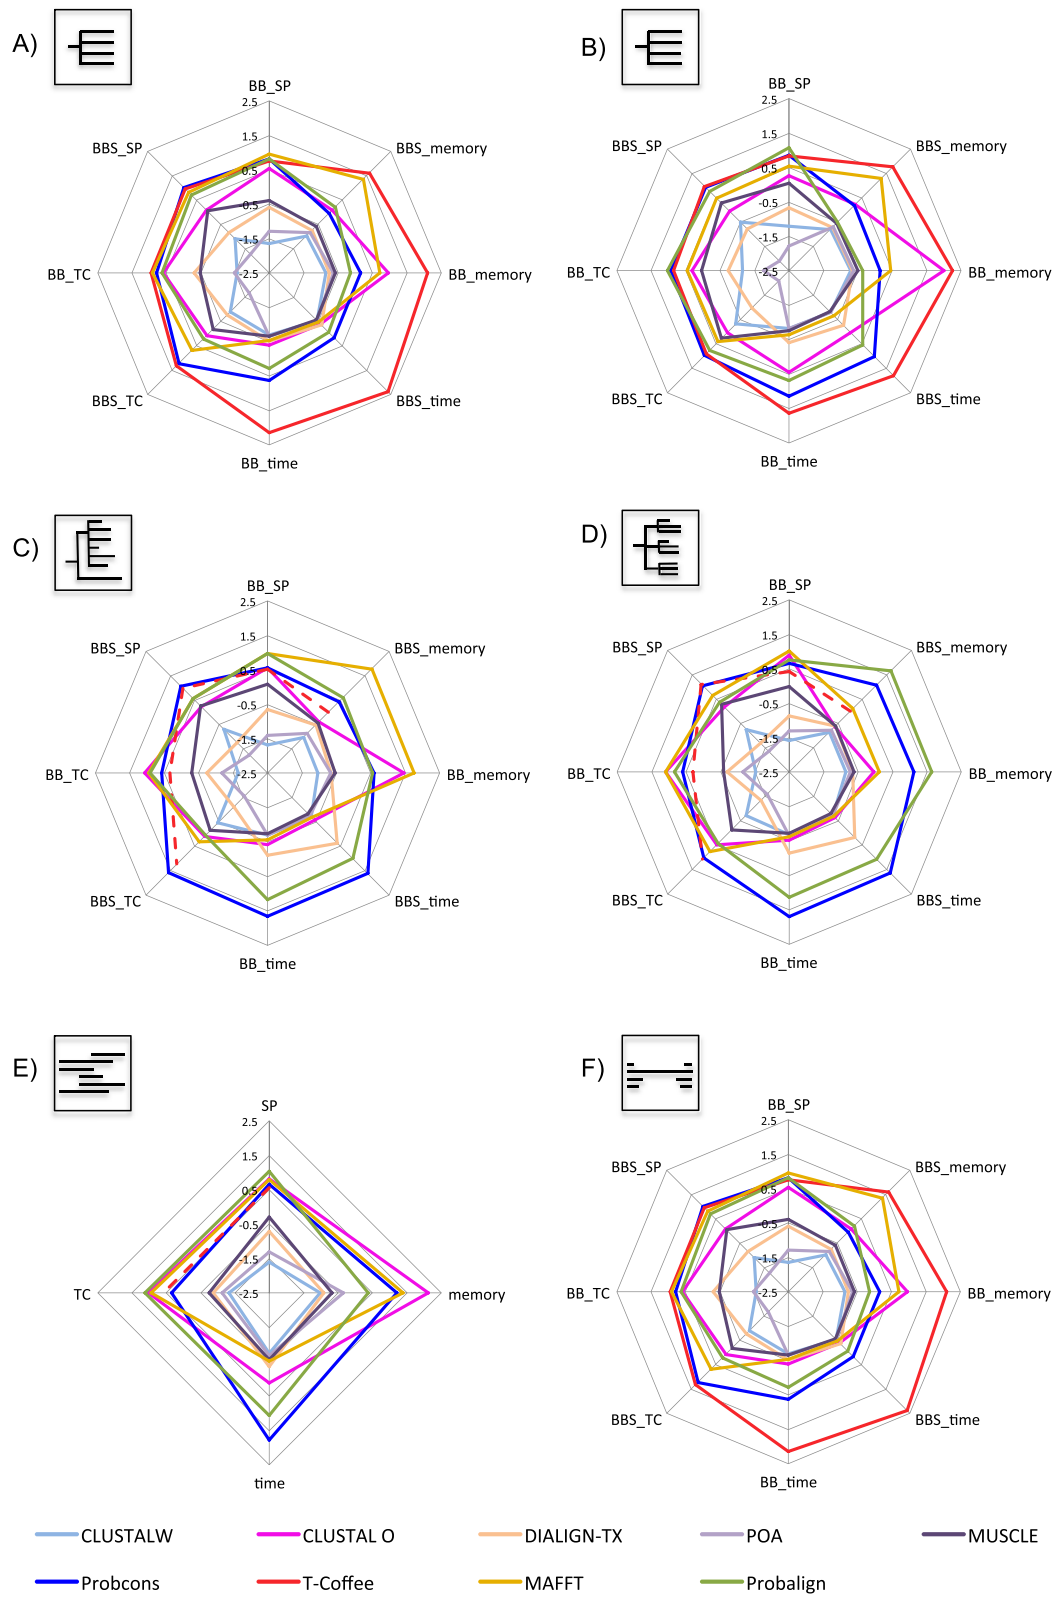 A)
B)
BB_SP
BBS_memory
BB_memory
BBS_time
BB_time
BBS_TC
BB_TC
BBS_SP
2.5
1.5
0.5
0.5
-1.5
-2.5
BB_SP
BBS_memory
BB_memory
BBS_time
BB_time
BBS_TC
BB_TC
BBS_SP
2.5
1.5
0.5
-0.5
-1.5
-2.5
C)
D)
BB_SP
BBS_memory
BB_memory
BBS_time
BB_time
BBS_TC
BB_TC
BBS_SP
2.5
1.5
0.5
-0.5
-1.5
-2.5
BB_SP
BBS_memory
BB_memory
BBS_time
BB_time
BBS_TC
BB_TC
BBS_SP
2.5
1.5
0.5
-0.5
-1.5
-2.5
E)
F)
SP
memory
time
TC
2.5
1.5
0.5
-0.5
-1.5
-2.5
BB_SP
BBS_memory
BB_memory
BBS_time
BB_time
BBS_TC
BB_TC
BBS_SP
2.5
1.5
0.5
0.5
-1.5
-2.5
CLUSTALW CLUSTAL O DIALIGN-TX POA MUSCLE
Probcons T-Coffee MAFFT Probalign